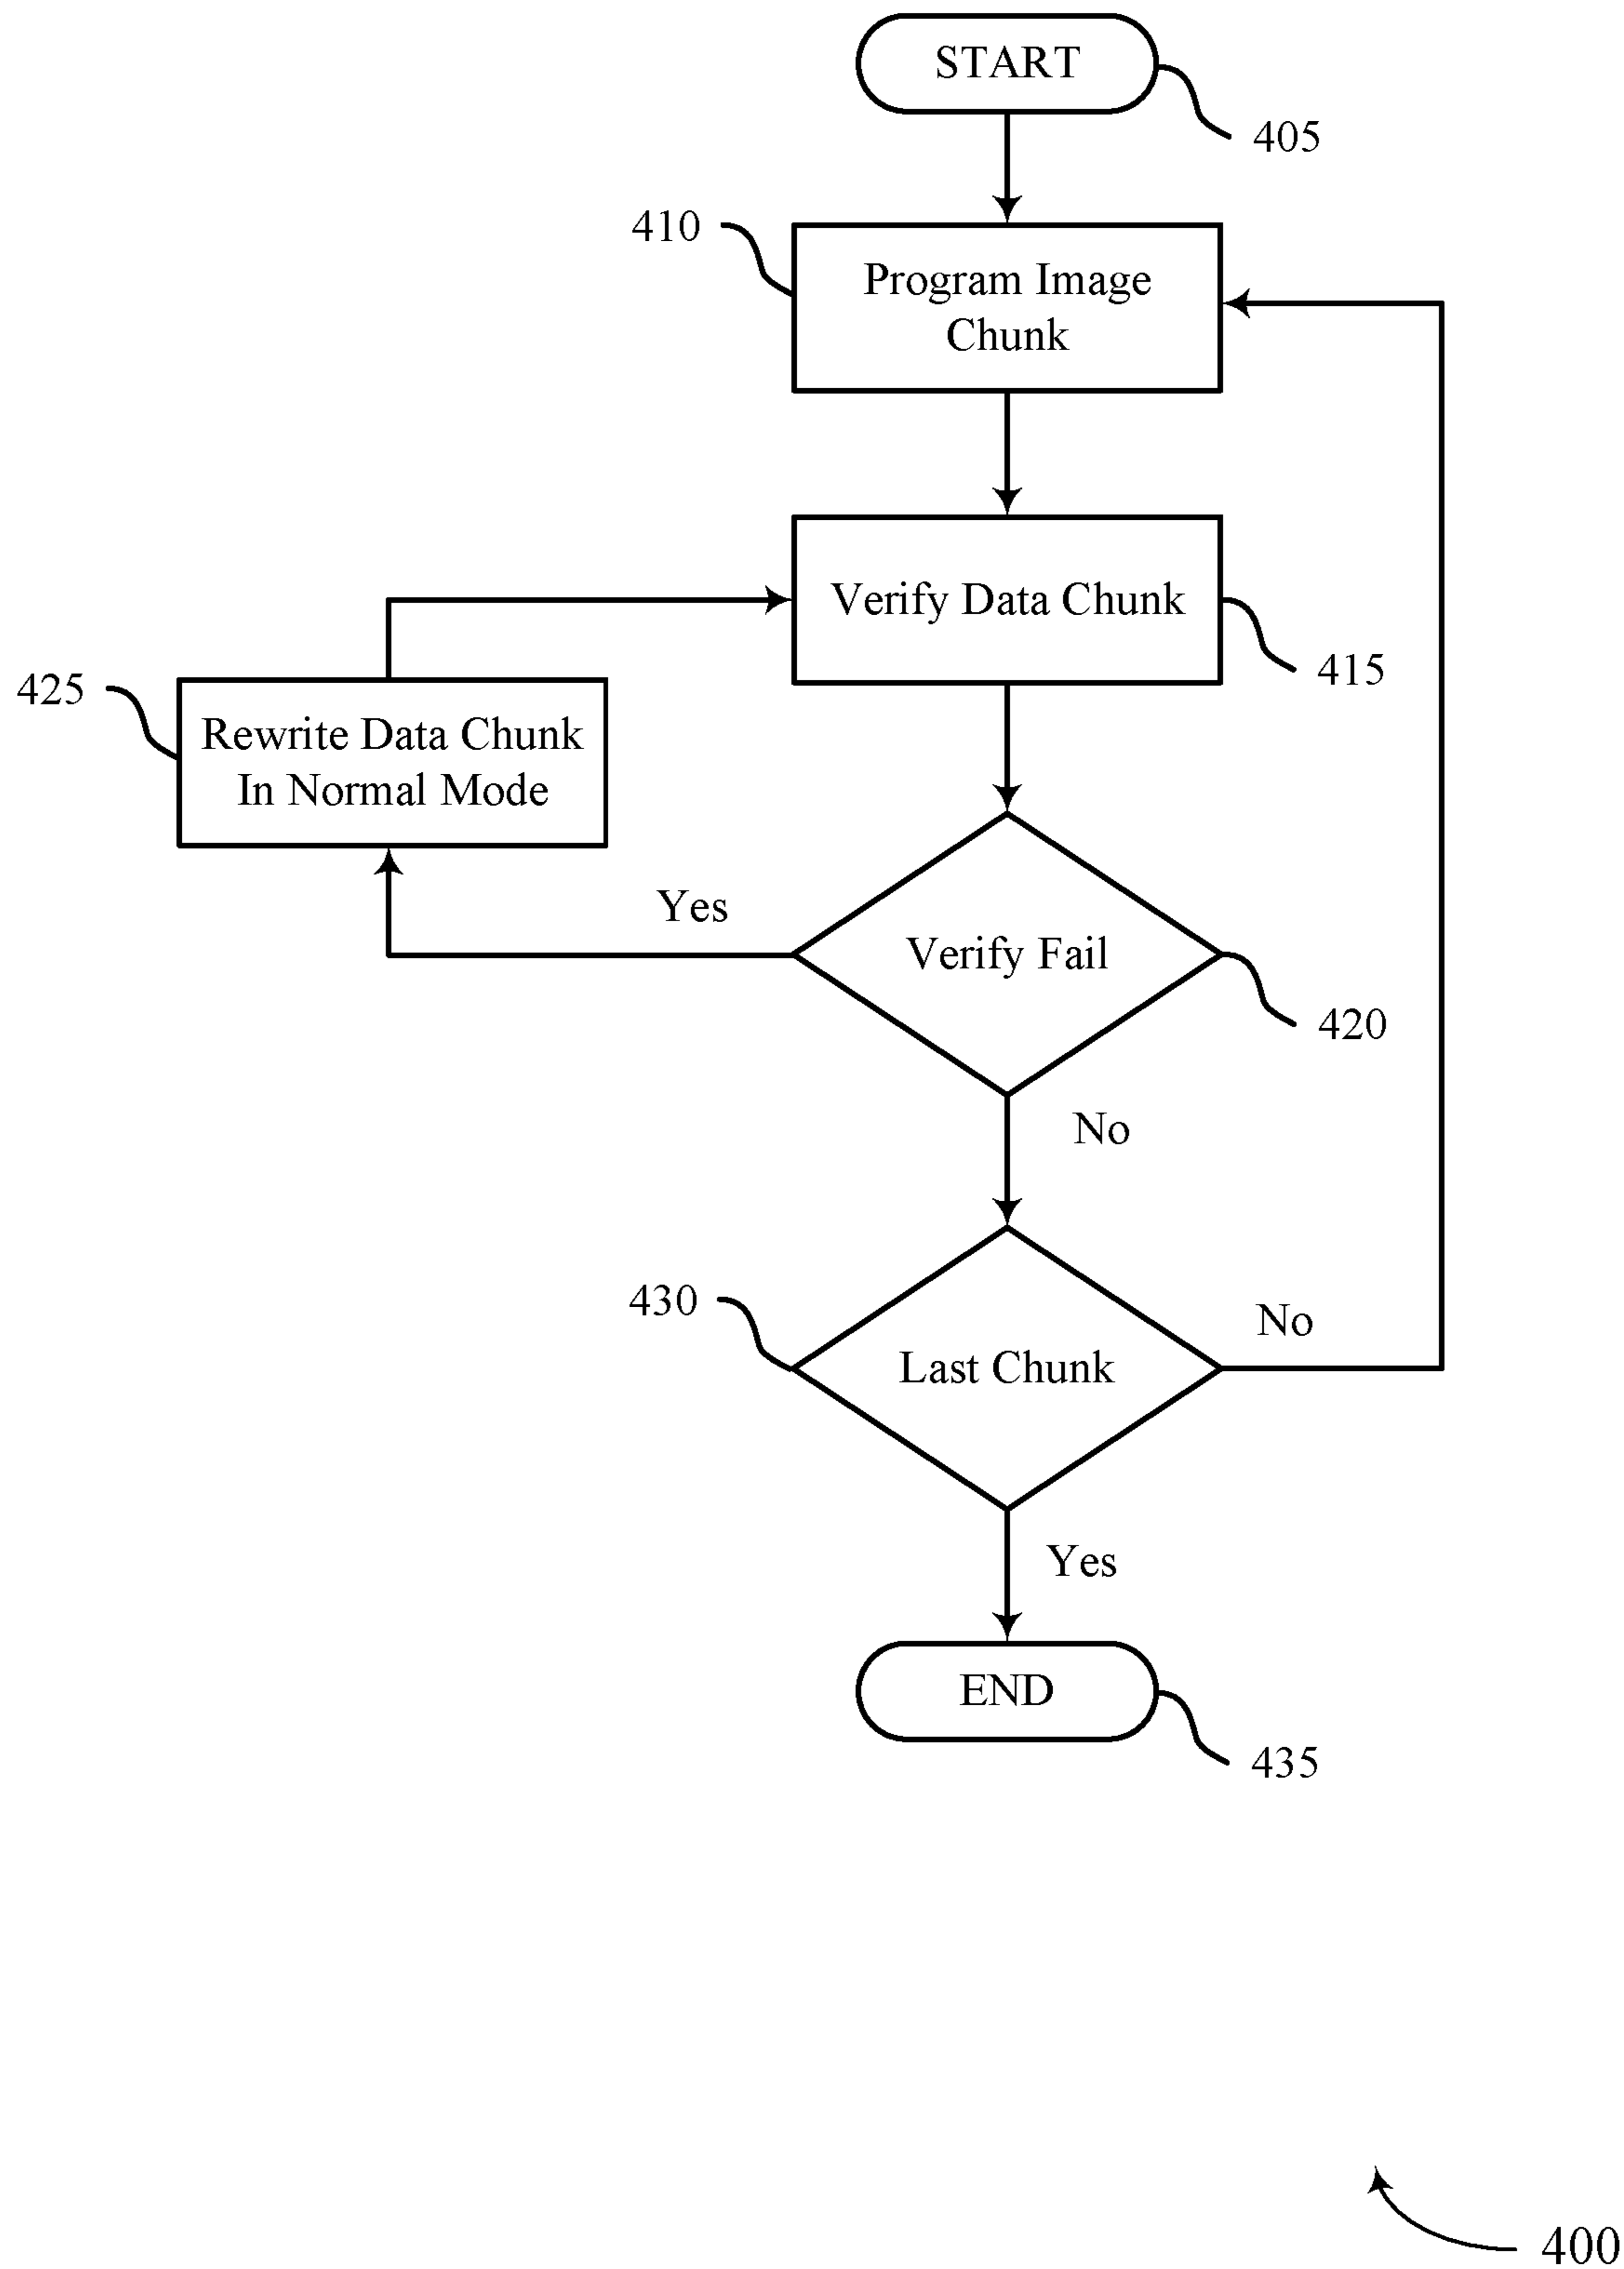 START
405
410
Program Image
Chunk
Verify Data Chunk
415
425
Rewrite Data Chunk
In Normal Mode
Yes
Verify Fail
420
No
430
No
Last Chunk
Yes
END
435
400